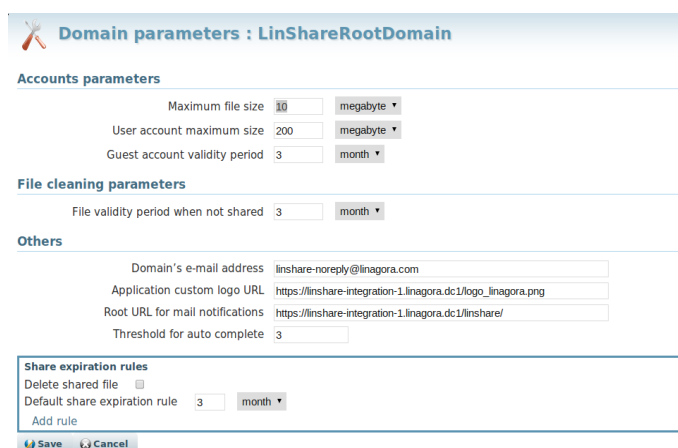 Domain parameters : LinShareRootDomain
Accounts parameters
Maximum file size 10 megabyte
User account maximum size 200 megabyte
Guest account validity period 3 month
File cleaning parameters
File validity period when not shared 3 month
Others
Domain's e-mail address linshare-noreply@linagora.com
Application custom logo URL https://linshare-integration-1.linagora.dc1/logo_linagora.png
Root URL for mail notifications https://linshare-integration-1.linagora.dc1/linshare/
Threshold for auto complete 3
Share expiration rules
Delete shared file
Default share expiration rule 3 month
Add rule
Save Cancel